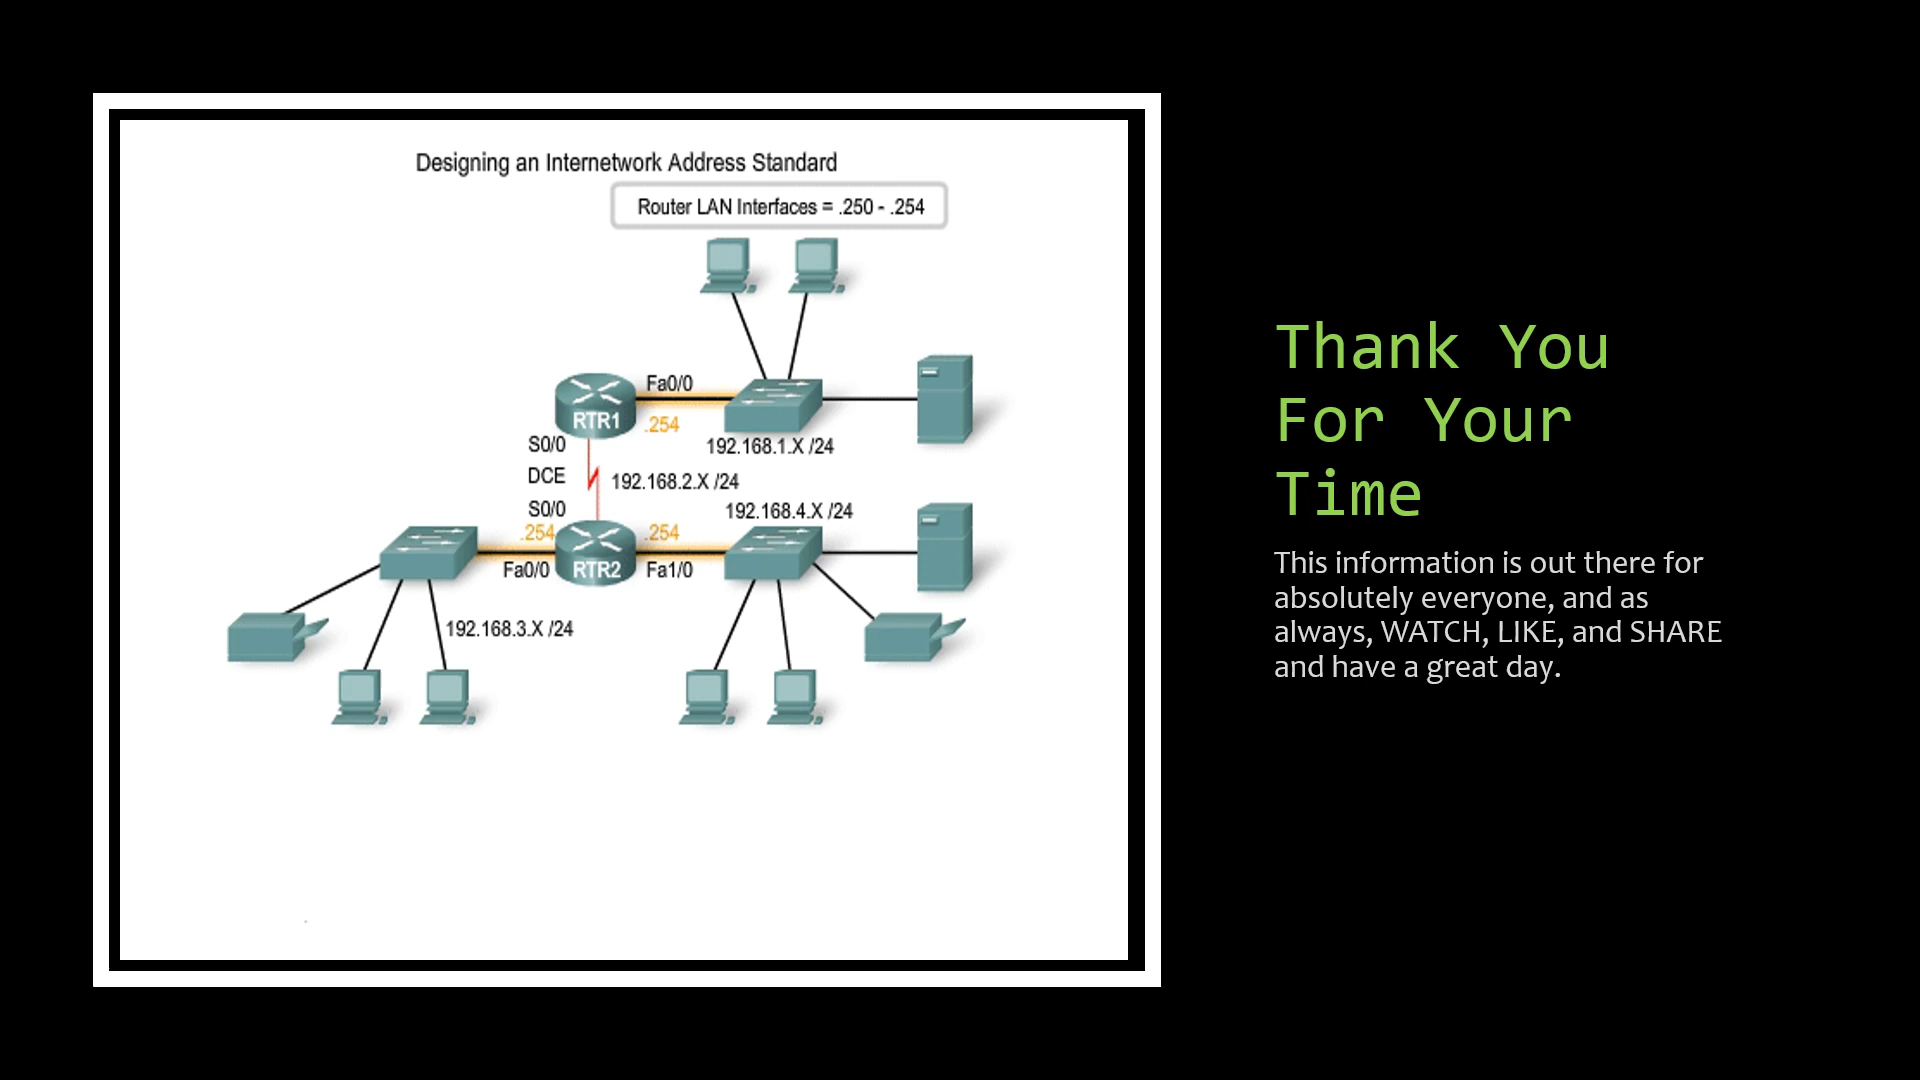 Designing an Internetwork Address Standard
Router LAN Interfaces = .250 - .254
Fa0/0
RTR1
.254
192.168.1.X /24
S0/0
DCE
192.168.2.X /24
S0/0
192.168.4.X /24
.254
.254
Fa0/0
RTR2
Fa1/0
192.168.3.X /24
Thank You
For Your
Time
This information is out there for
absolutely everyone, and as
always, WATCH, LIKE, and SHARE
and have a great day.